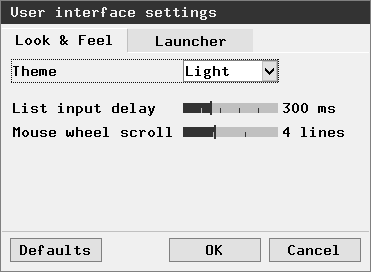 User interface settings
Look & Feel
Launcher
Theme
Light
List input delay
300 ms
Mouse wheel scroll
4 lines
Defaults
OK
Cancel